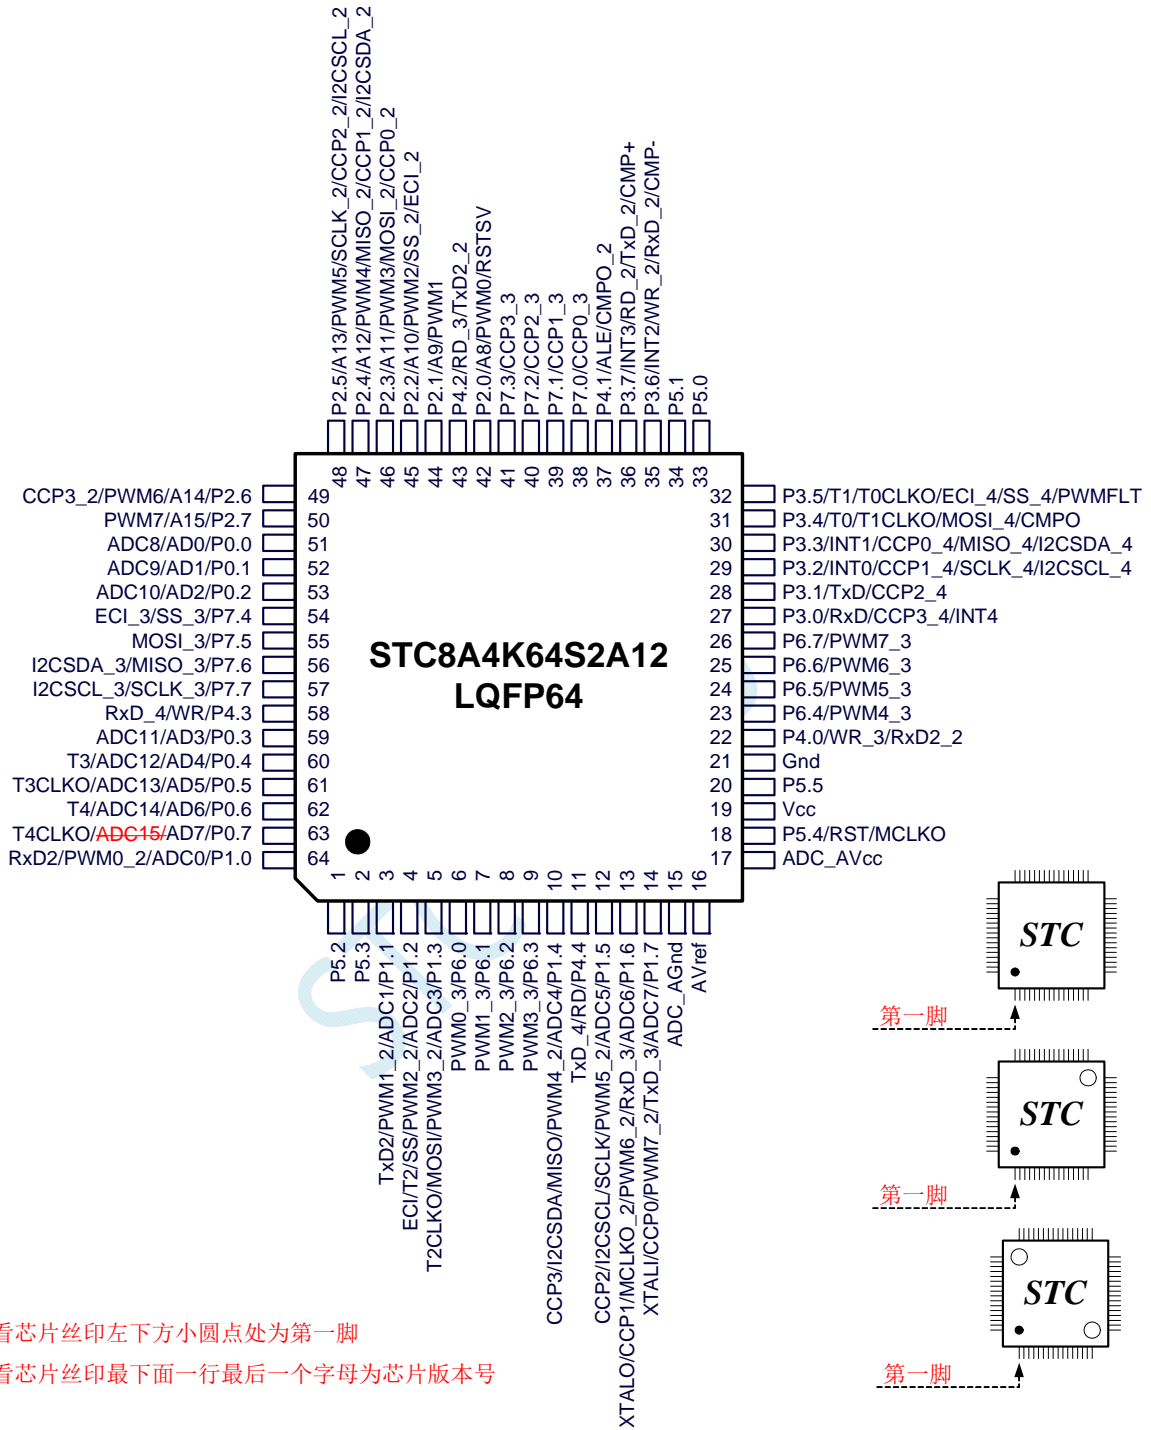 P2.5/A13/PWM5/SCLK_2/CCP2_2/I2CSCL_2
P2.4/A12/PWM4/MISO_2/CCP1_2/I2CSDA_2
P2.3/A11/PWM3/MOSI_2/CCP0_2
P2.2/A10/PWM2/SS_2/ECI_2
P2.1/A9/PWM1
P4.2/RD_3/TxD2_2
P2.0/A8/PWM0/RSTSV
P7.3/CCP3_3
P7.2/CCP2_3
P7.1/CCP1_3
P7.0/CCP0_3
P4.1/ALE/CMPO_2
P3.7/INT3/RD_2/TxD_2/CMP+
P3.6/INT2/WR_2/RxD_2/CMP-
P5.1
P5.0
48 47 46 45 44 43 42 41 40 39 38 37 36 35 34 33
CCP3_2/PWM6/A14/P2.6 49
PWM7/A15/P2.7 50
ADC8/AD0/P0.0 51
ADC9/AD1/P0.1 52
ADC10/AD2/P0.2 53
ECI_3/SS_3/P7.4 54
MOSI_3/P7.5 55
I2CSDA_3/MISO_3/P7.6 56
I2CSCL_3/SCLK_3/P7.7 57
RxD_4/WR/P4.3 58
ADC11/AD3/P0.3 59
T3/ADC12/AD4/P0.4 60
T3CLKO/ADC13/AD5/P0.5 61
T4/ADC14/AD6/P0.6 62
T4CLKO/ADC15/AD7/P0.7 63
RxD2/PWM0_2/ADC0/P1.0 64
STC8A4K64S2A12
LQFP64
32 P3.5/T1/T0CLKO/ECI_4/SS_4/PWMFLT
31 P3.4/T0/T1CLKO/MOSI_4/CMPO
30 P3.3/INT1/CCP0_4/MISO_4/I2CSDA_4
29 P3.2/INT0/CCP1_4/SCLK_4/I2CSCL_4
28 P3.1/TxD/CCP2_4
27 P3.0/RxD/CCP3_4/INT4
26 P6.7/PWM7_3
25 P6.6/PWM6_3
24 P6.5/PWM5_3
23 P6.4/PWM4_3
22 P4.0/WR_3/RxD2_2
21 Gnd
20 P5.5
19 Vcc
18 P5.4/RST/MCLKO
17 ADC_AVcc
1 2 3 4 5 6 7 8 9 10 11 12 13 14 15 16
P5.2
P5.3
TxD2/PWM1_2/ADC1/P1.1
ECI/T2/SS/PWM2_2/ADC2/P1.2
T2CLKO/MOSI/PWM3_2/ADC3/P1.3
PWM0_3/P6.0
PWM1_3/P6.1
PWM2_3/P6.2
PWM3_3/P6.3
CCP3/I2CSDA/MISO/PWM4_2/ADC4/P1.4
TxD_4/RD/P4.4
CCP2/I2CSCL/SCLK/PWM5_2/ADC5/P1.5
XTALO/CCP1/MCLKO_2/PWM6_2/RxD_3/ADC6/P1.6
XTALI/CCP0/PWM7_2/TxD_3/ADC7/P1.7
ADC_AGnd
AVref
STC
STC
第一脚
STC
第一脚
STC
第一脚
看芯片丝印左下方小圆点处为第一脚
看芯片丝印最下面一行最后一个字母为芯片版本号